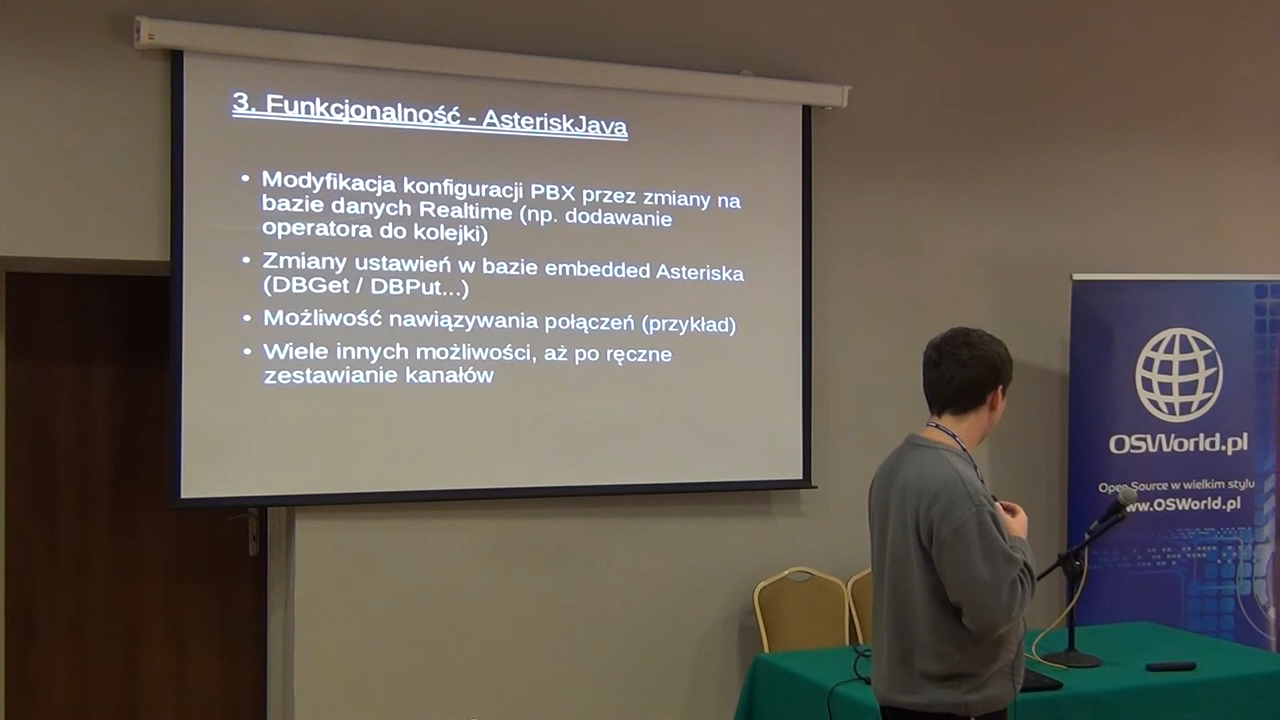 3. Funkcjonalność - AsteriskJava
• Modyfikacja konfiguracji PBX przez zmiany na
bazie danych Realtime (np. dodawanie
operatora do kolejki)
• Zmiany ustawień w bazie embedded Asteriska
(DBGet / DBPut...)
• Możliwość nawiązywania połączeń (przykład)
• Wiele innych możliwości, aż po ręczne
zestawianie kanałów
OSWorld.pl
Open Source w wielkim stylu
www.OSWorld.pl